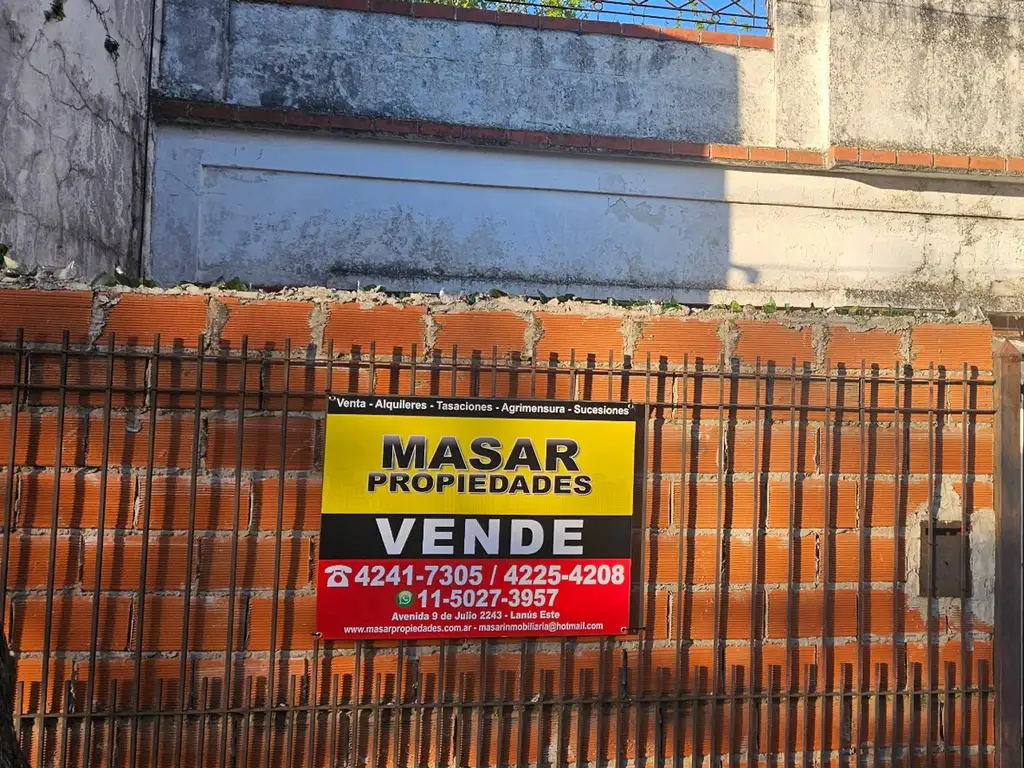 Venta - Alquileres - Tasaciones - Agrimensura - Sucesiones
MASAR
PROPIEDADES
VENDE
4241-7305 / 4225-4208
11-5027-3957
Avenida 9 de Julio 2243 - Lanús Este
www.masarpropiedades.com.ar - masarinmobiliaria@hotmail.com